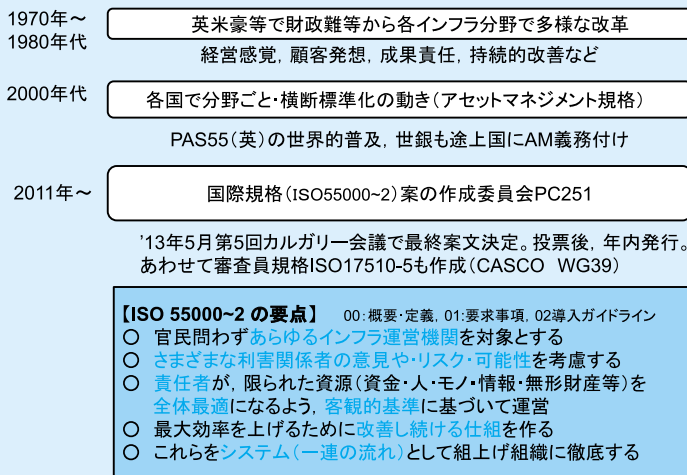 1970年～
1980年代
英米豪等で財政難等から各インフラ分野で多様な改革
経営感覚，顧客発想，成果責任，持続的改善など
2000年代
各国で分野ごと・横断標準化の動き（アセットマネジメント規格）
PAS55（英）の世界的普及，世銀も途上国にAM義務付け
2011年～
国際規格（ISO55000~2）案の作成委員会PC251
'13年5月第5回カルガリー会議で最終案文決定。投票後，年内発行。
あわせて審査員規格ISO17510-5も作成（CASCO WG39）
【ISO 55000~2 の要点】 00：概要・定義，01：要求事項，02導入ガイドライン
○ 官民問わずあらゆるインフラ運営機関を対象とする
○ さまざまな利害関係者の意見や・リスク・可能性を考慮する
○ 責任者が，限られた資源（資金・人・モノ・情報・無形財産等）を
全体最適になるよう，客観的基準に基づいて運営
○ 最大効率を上げるために改善し続ける仕組を作る
○ これらをシステム（一連の流れ）として組上げ組織に徹底する